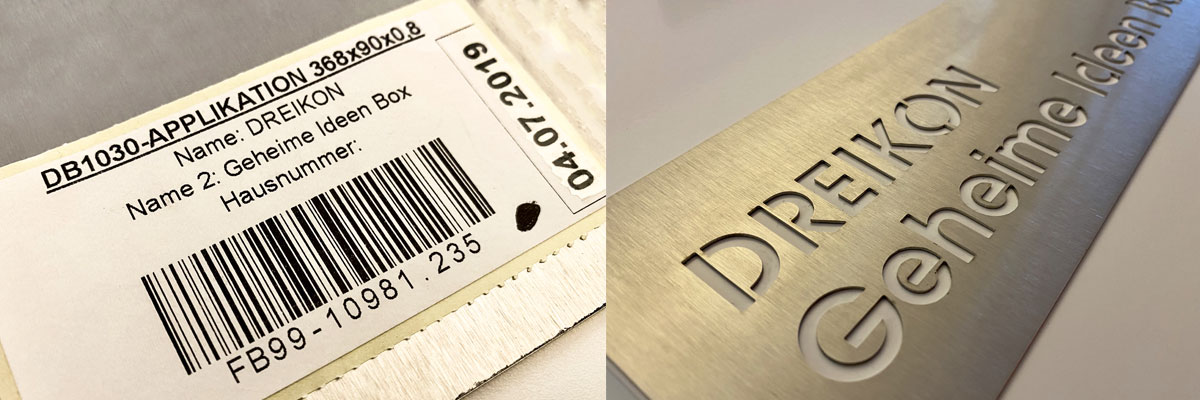 DB1030-APPLIKATION 368x90x0,8
Name: DREIKON
Name 2: Geheime Ideen Box
Hausnummer:
FB99-10981.235
04.07.2019
DREIKON
Geheime Ideen